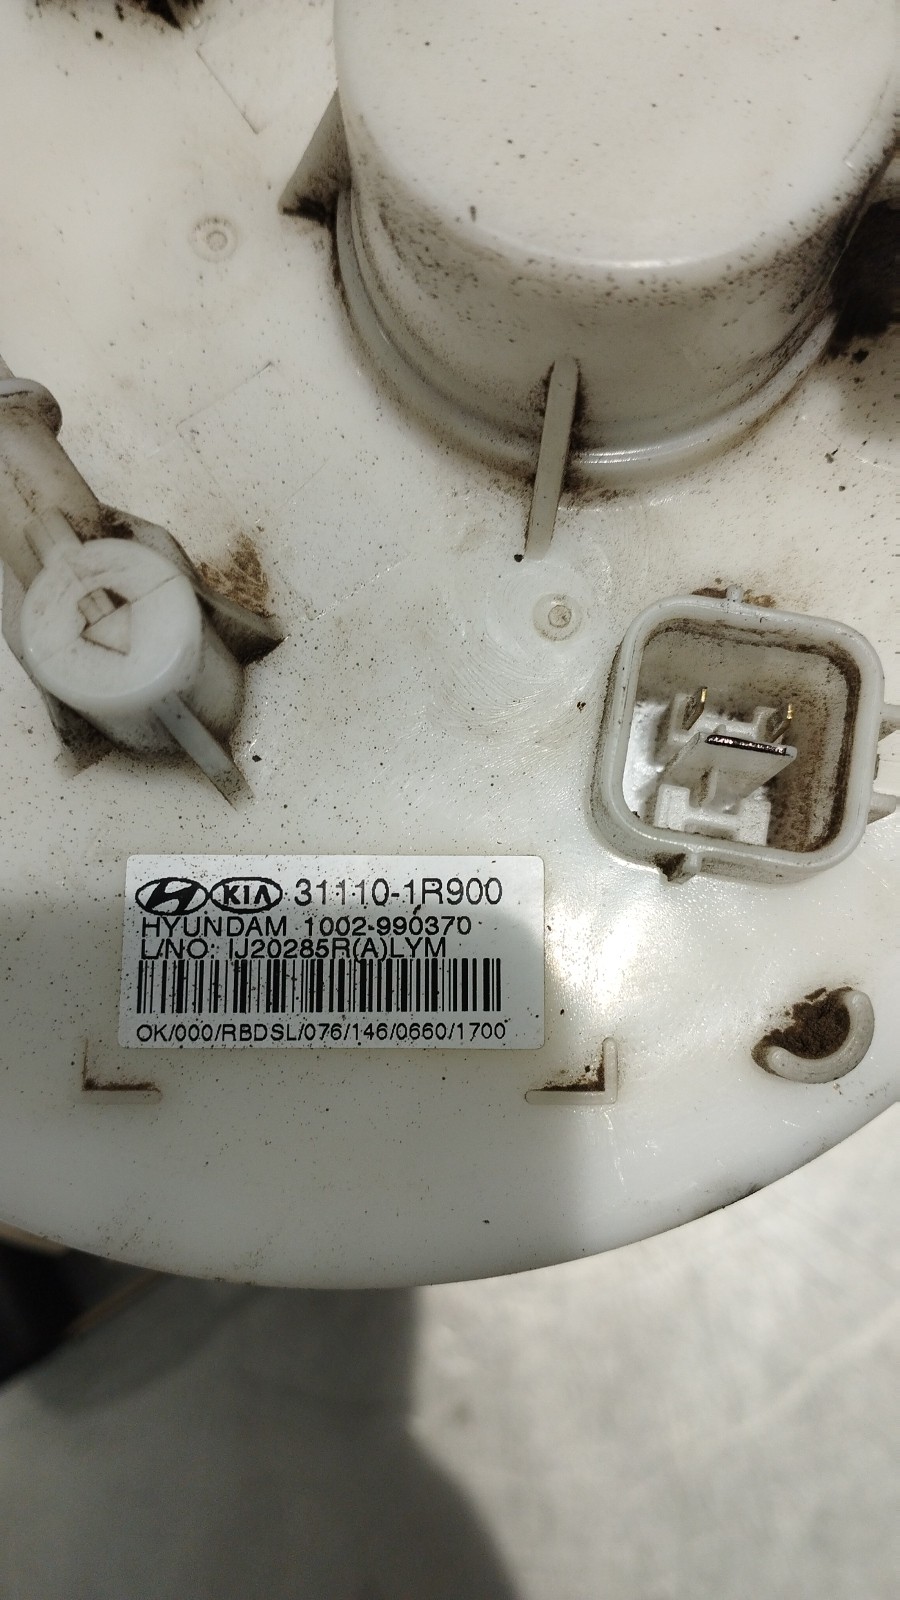 KIA 31110-1R900
HYUNDAM 1002-990370
L/NO: IJ20285R(A)LYM
OK/000/RBDSL/076/146/0660/1700